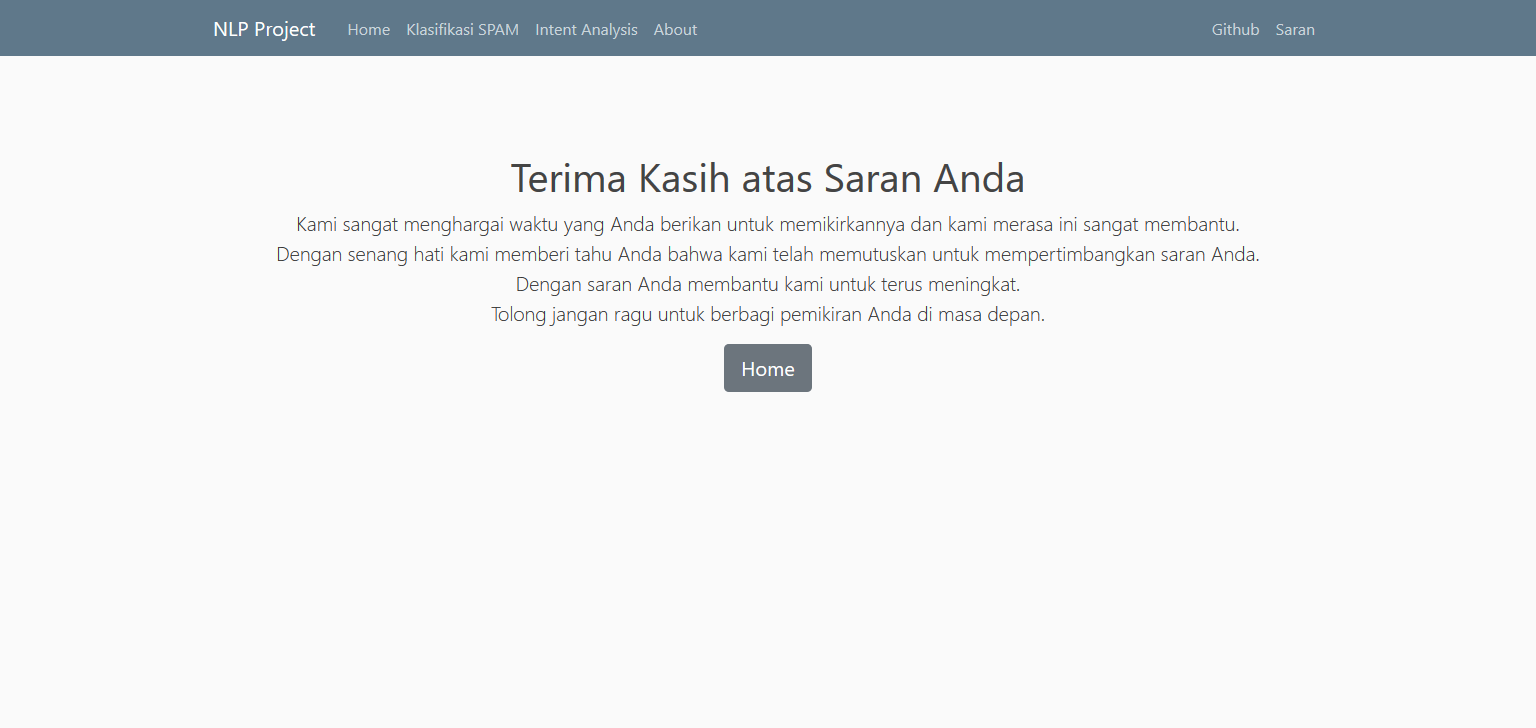 NLP Project Home Klasifikasi SPAM Intent Analysis About Github Saran
Terima Kasih atas Saran Anda
Kami sangat menghargai waktu yang Anda berikan untuk memikirkannya dan kami merasa ini sangat membantu.
Dengan senang hati kami memberi tahu Anda bahwa kami telah memutuskan untuk mempertimbangkan saran Anda.
Dengan saran Anda membantu kami untuk terus meningkat.
Tolong jangan ragu untuk berbagi pemikiran Anda di masa depan.
Home